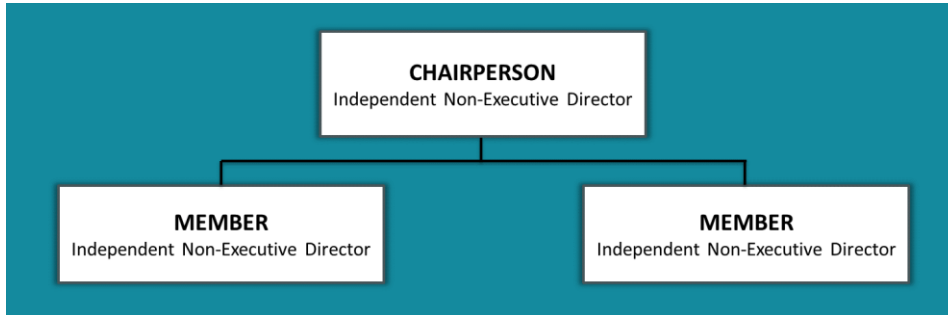 CHAIRPERSON
Independent Non-Executive Director
MEMBER
Independent Non-Executive Director
MEMBER
Independent Non-Executive Director